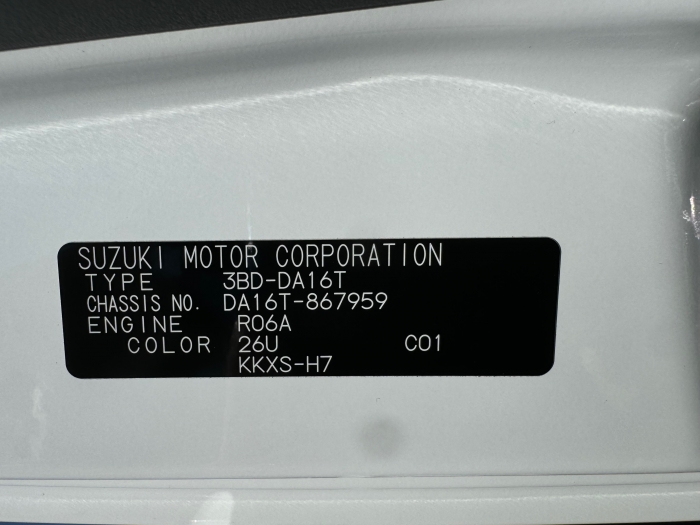 SUZUKI MOTOR CORPORATION
TYPE 3BD-DA16T
CHASSIS NO. DA16T-867959
ENGINE R06A
COLOR 26U C01
KKXS-H7